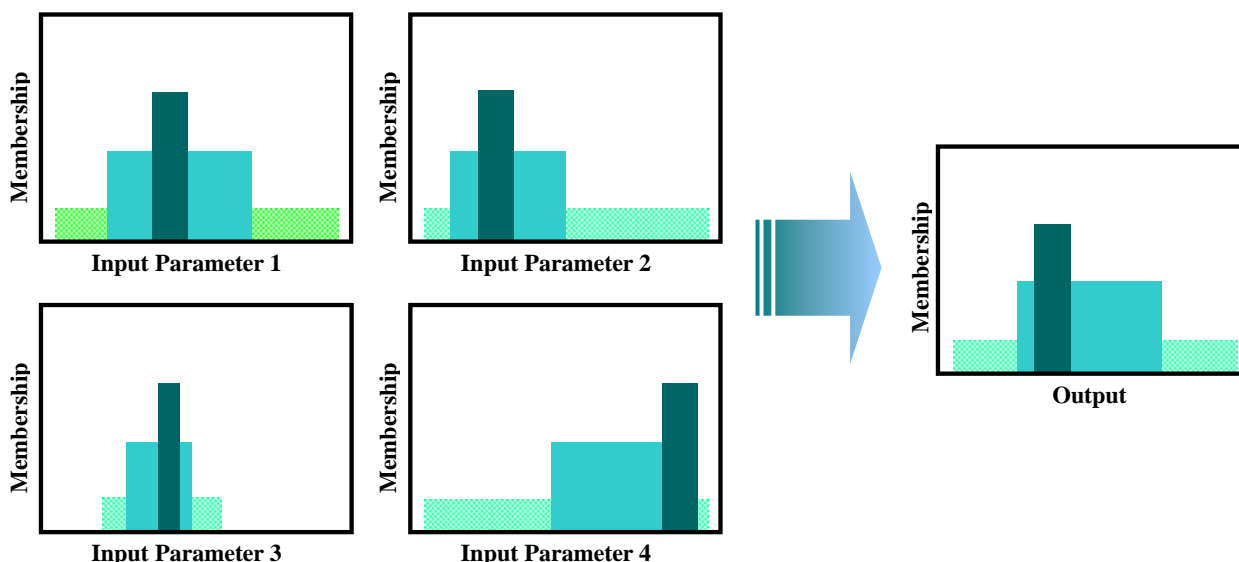 Membership
Input Parameter 1
Membership
Input Parameter 2
Membership
Input Parameter 3
Membership
Input Parameter 4
Membership
Output